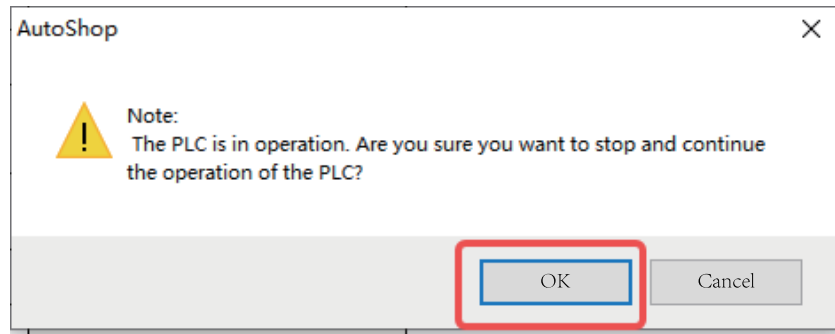 AutoShop
Note:
The PLC is in operation. Are you sure you want to stop and continue
the operation of the PLC?
OK
Cancel